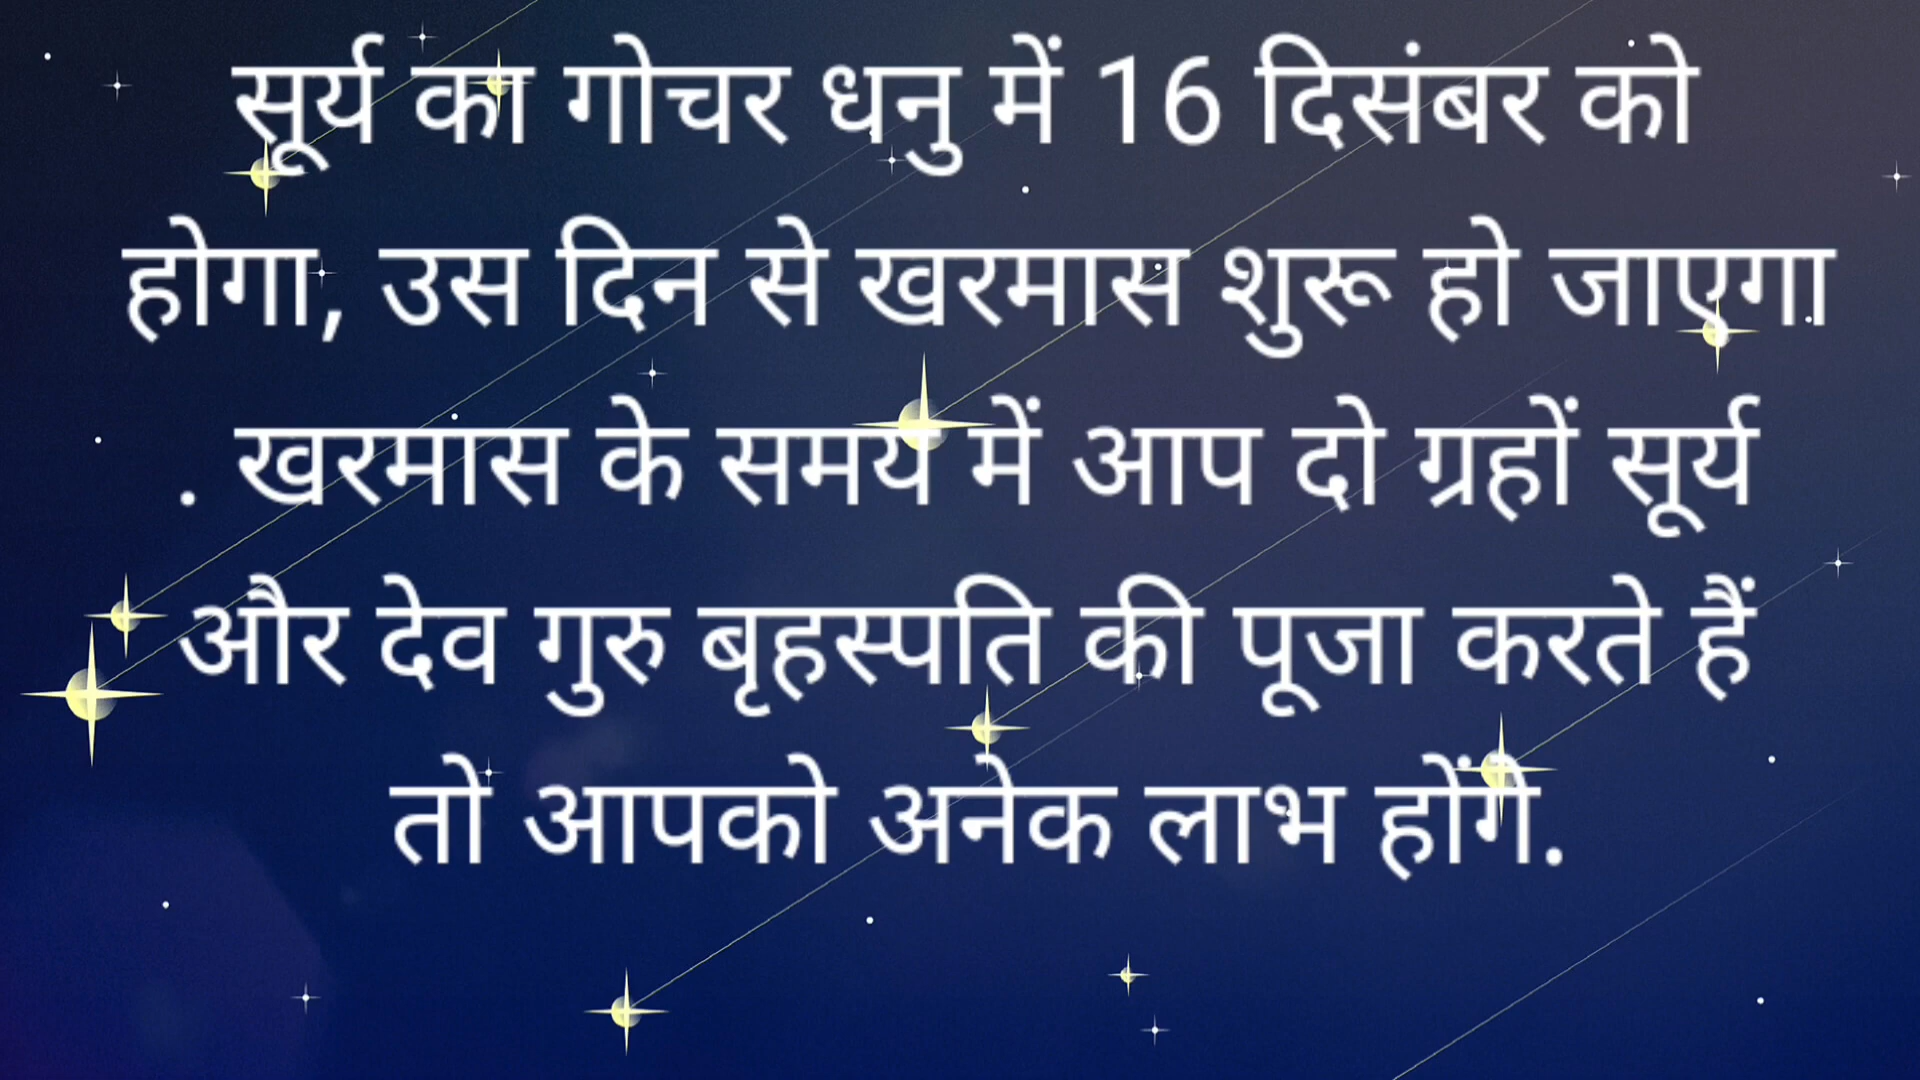 सूर्य का गोचर धनु में 16 दिसंबर को
होगा, उस दिन से खरमास शुरू हो जाएगा
. खरमास के समय में आप दो ग्रहों सूर्य
और देव गुरु बृहस्पति की पूजा करते हैं
तो आपको अनेक लाभ होंगे.